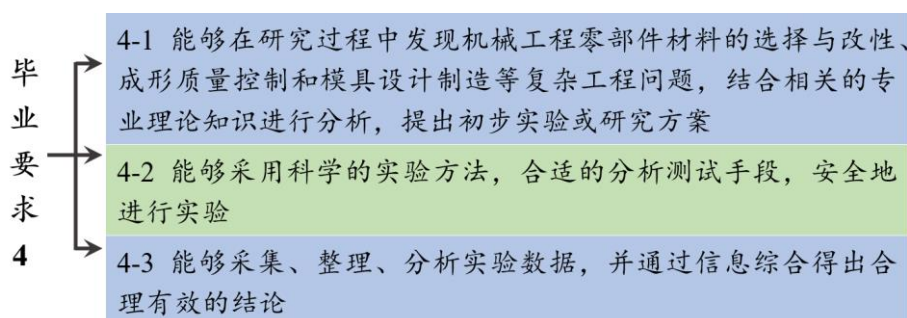 毕业要求4
4-1 能够在研究过程中发现机械工程零部件材料的选择与改性、
成形质量控制和模具设计制造等复杂工程问题，结合相关的专
业理论知识进行分析，提出初步实验或研究方案
4-2 能够采用科学的实验方法，合适的分析测试手段，安全地
进行实验
4-3 能够采集、整理、分析实验数据，并通过信息综合得出合
理有效的结论